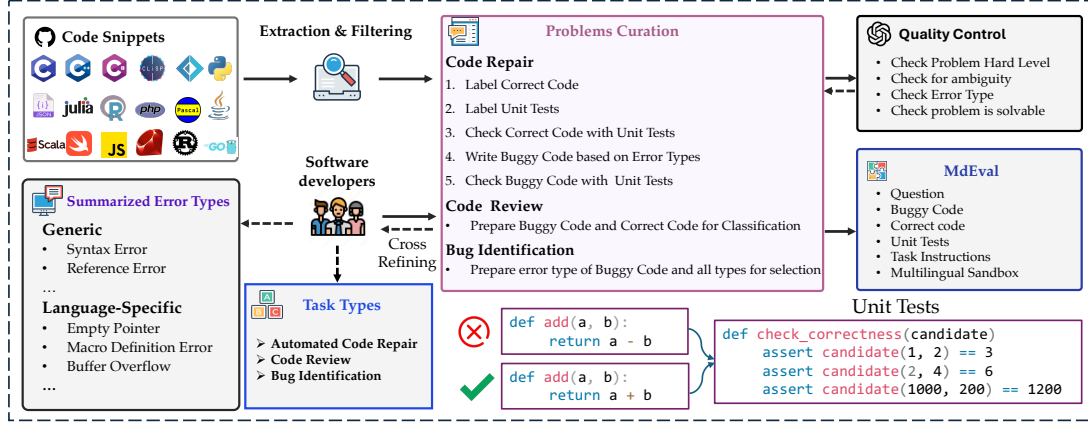 Code Snippets
CLISP
{i}
JSON
julia
R
php
Pascal
Java
Scala
JS
GO
Extraction & Filtering
Software
developers
Cross
Refining
Problems Curation
Code Repair
1. Label Correct Code
2. Label Unit Tests
3. Check Correct Code with Unit Tests
4. Write Buggy Code based on Error Types
5. Check Buggy Code with Unit Tests
Code Review
• Prepare Buggy Code and Correct Code for Classification
Bug Identification
• Prepare error type of Buggy Code and all types for selection
Quality Control
• Check Problem Hard Level
• Check for ambiguity
• Check Error Type
• Check problem is solvable
MdEval
• Question
• Buggy Code
• Correct code
• Unit Tests
• Task Instructions
• Multilingual Sandbox
Summarized Error Types
Generic
• Syntax Error
• Reference Error
...
Language-Specific
• Empty Pointer
• Macro Definition Error
• Buffer Overflow
...
A
B C
Task Types
➢ Automated Code Repair
➢ Code Review
➢ Bug Identification
def add(a, b):
return a - b
def add(a, b):
return a + b
Unit Tests
def check_correctness(candidate)
assert candidate(1, 2) == 3
assert candidate(2, 4) == 6
assert candidate(1000, 200) == 1200